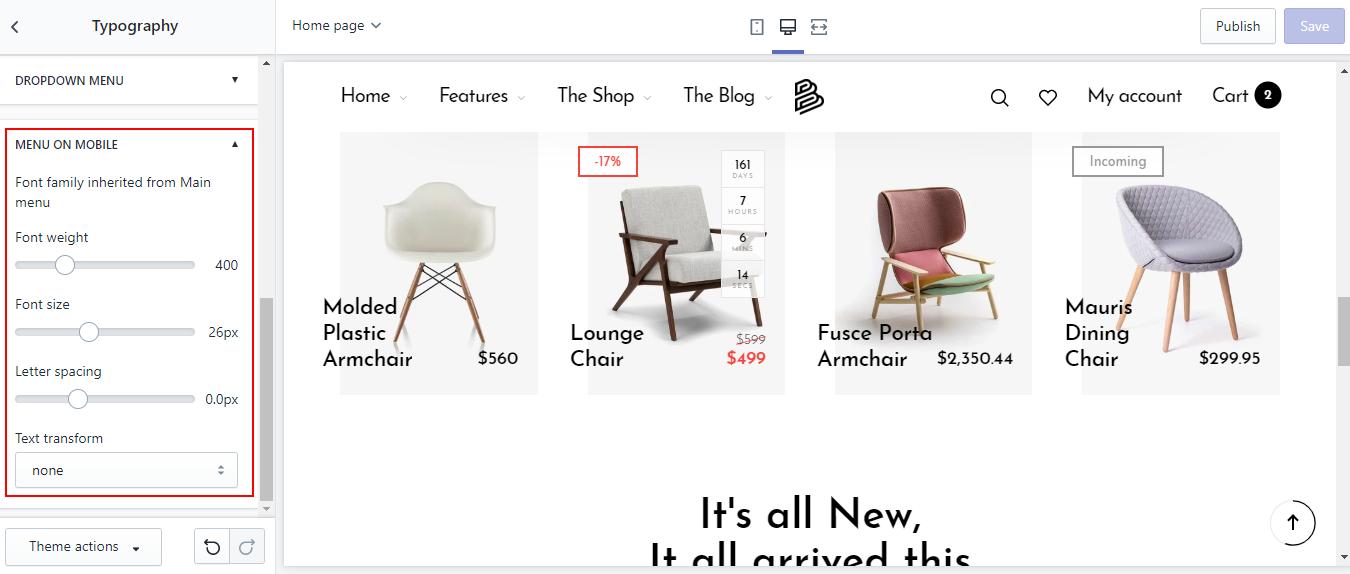 Typography
Home page
Publish
Save
DROPDOWN MENU
MENU ON MOBILE
Font family inherited from Main
menu
Font weight
400
Font size
26px
Letter spacing
0.0px
Text transform
none
Theme actions
Home
Features
The Shop
The Blog
My account
Cart
2
Molded
Plastic
Armchair
$560
-17%
161
DAYS
7
HOURS
6
MINS
14
SECS
Lounge
Chair
$599
$499
Fusce Porta
Armchair
$2,350.44
Incoming
Mauris
Dining
Chair
$299.95
It's all New,
It all arrived this